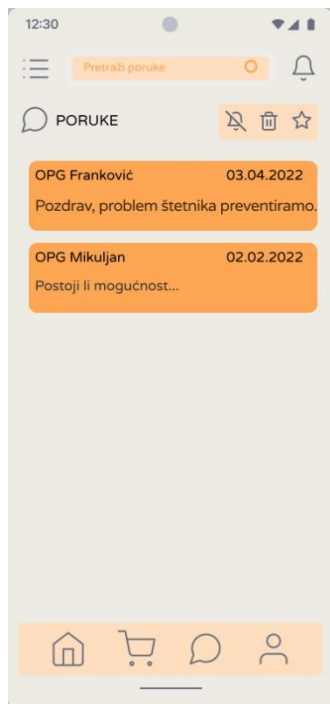 12:30
Pretraži poruke
PORUKE
OPG Franković 03.04.2022
Pozdrav, problem štetnika preventiramo.
OPG Mikuljan 02.02.2022
Postoji li mogućnost...